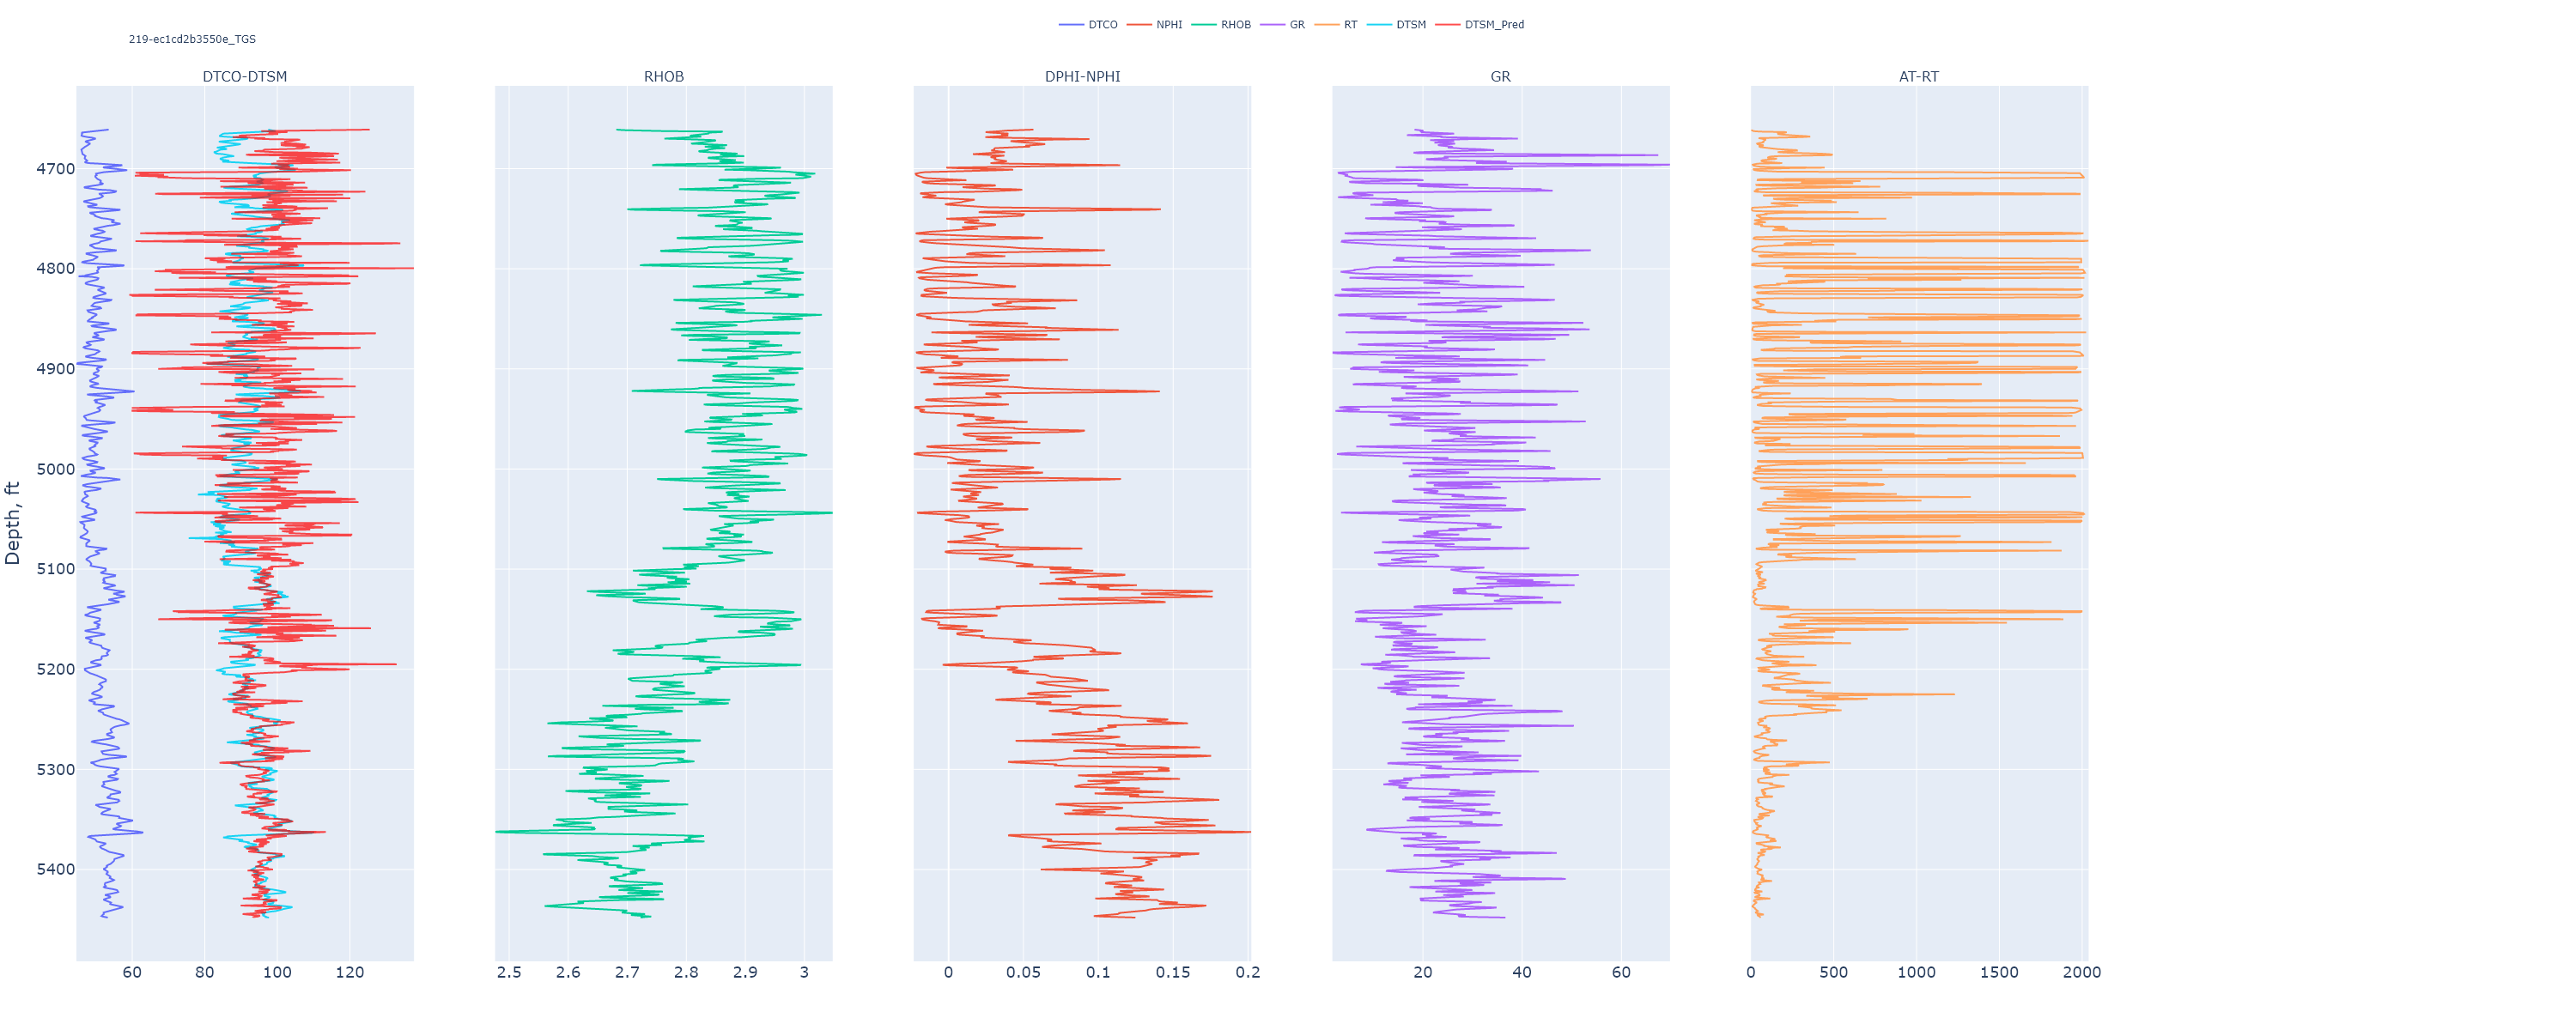 DTCO NPHI RHOB GR RT DTSM DTSM_Pred
219-ec1cd2b3550e_TGS
DTCO-DTSM RHOB DPHI-NPHI GR AT-RT
Depth, ft
4700
4800
4900
5000
5100
5200
5300
5400
60 80 100 120 2.5 2.6 2.7 2.8 2.9 3 0 0.05 0.1 0.15 0.2 20 40 60 0 500 1000 1500 2000